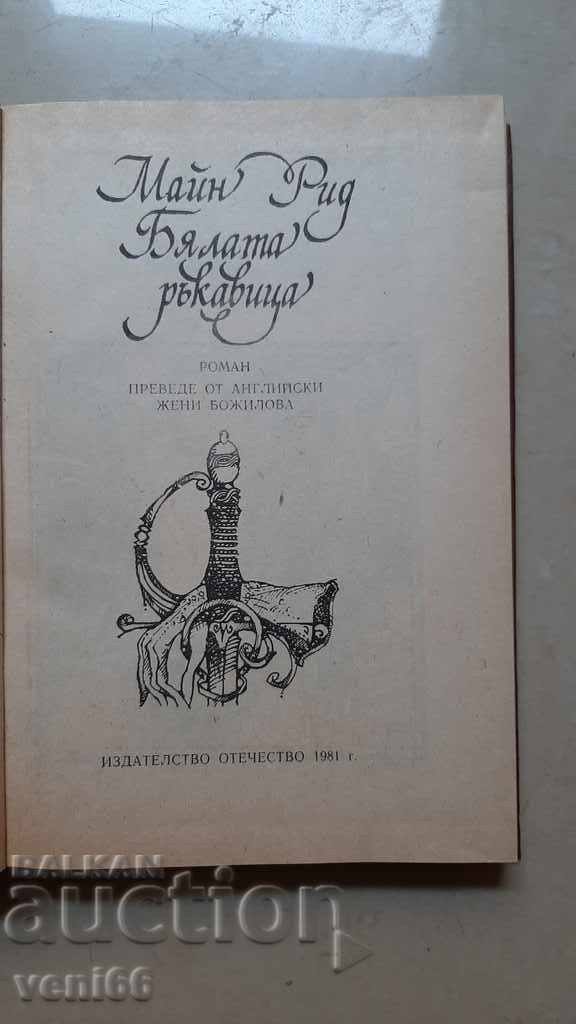 Майн Рид
Бялата
ръкавица
РОМАН
ПРЕВЕДЕ ОТ АНГЛИЙСКИ
ЖЕНИ БОЖИЛОВА
ИЗДАТЕЛСТВО ОТЕЧЕСТВО 1981 г.
BALKAN
auction
veni66